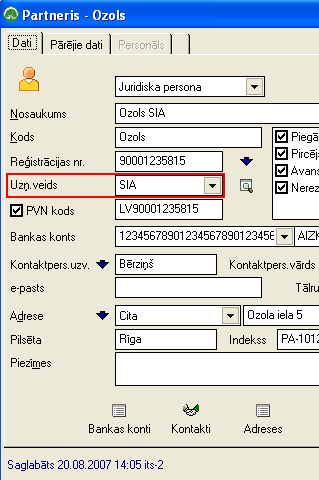 Partneris - Ozols
Dati Pārējie dati Personāls
Juridiska persona
Nosaukums Ozols SIA
Kods Ozols
Reģistrācijas nr. 90001235815
Uzņ.veids SIA
PVN kods LV90001235815
Piegā
Pircējs
Avans
Nerez
Bankas konts 12345678901234567890123456 AIZK
Kontaktpers.uzv. Bērziņš Kontaktpers.vārds
e-pasts Tālru
Adrese Cita Ozola iela 5
Pilsēta Rīga Indekss PA-1012
Piezīmes
Bankas konti Kontakti Adreses
Saglabāts 20.08.2007 14:05 its-2